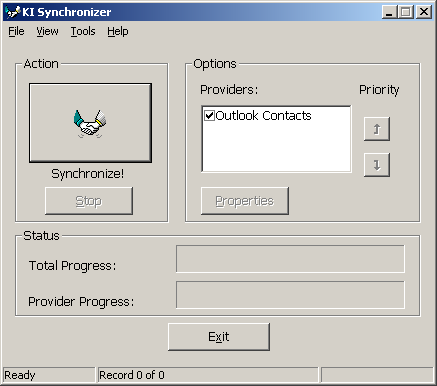 KI Synchronizer
File View Tools Help
Action
Synchronize!
Stop
Options
Providers: Priority
Outlook Contacts
Properties
Status
Total Progress:
Provider Progress:
Exit
Ready Record 0 of 0